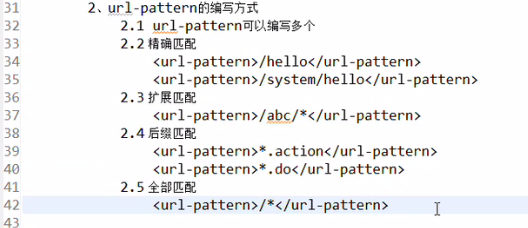 31 2、url-pattern的编写方式
32 2.1 url-pattern可以编写多个
33 2.2 精确匹配
34 <url-pattern>/hello</url-pattern>
35 <url-pattern>/system/hello</url-pattern>
36 2.3 扩展匹配
37 <url-pattern>/abc/*</url-pattern>
38 2.4 后缀匹配
39 <url-pattern>*.action</url-pattern>
40 <url-pattern>*.do</url-pattern>
41 2.5 全部匹配
42 <url-pattern>/*</url-pattern>
43